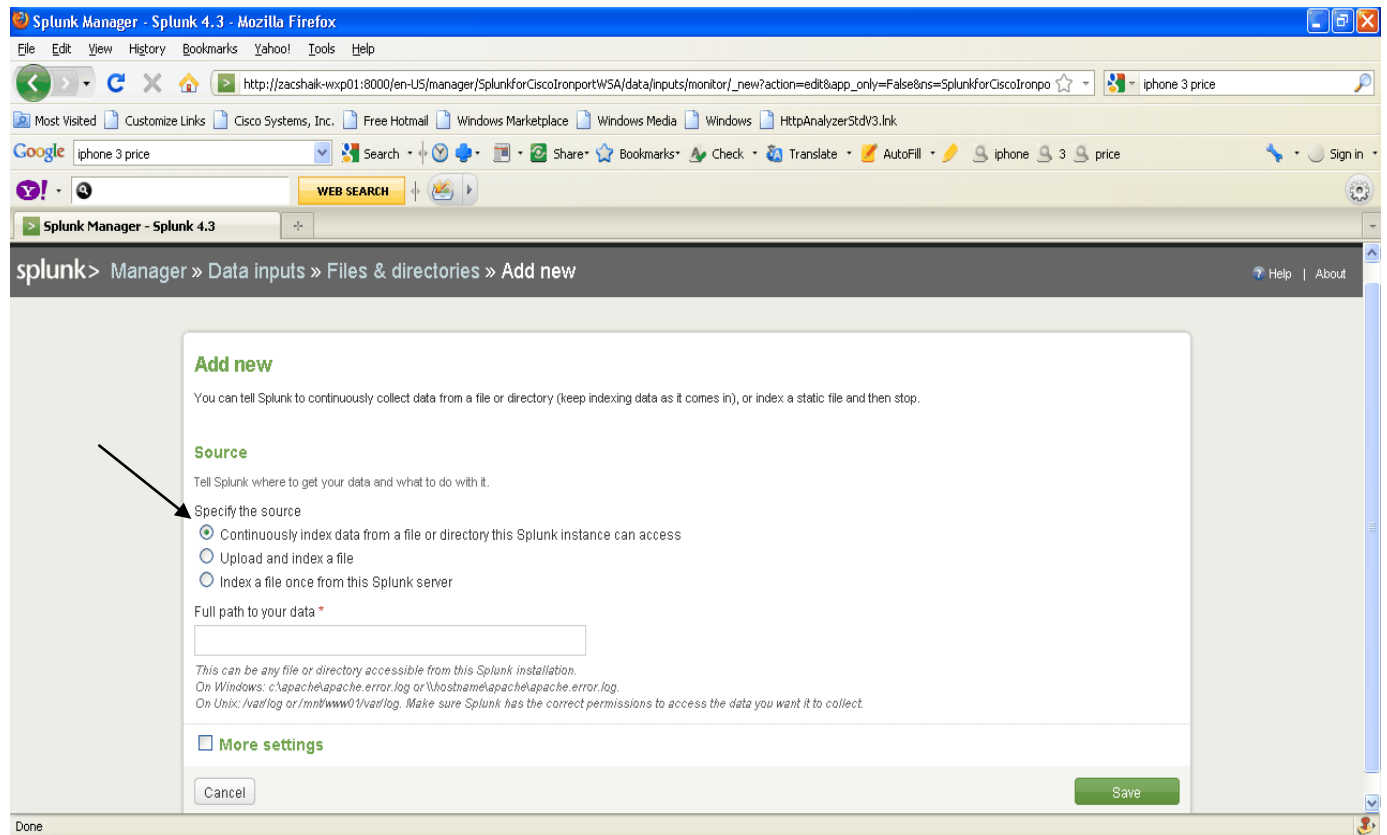 Splunk Manager - Splunk 4.3 - Mozilla Firefox
File Edit View History Bookmarks Yahoo! Tools Help
http://zacshaik-wxp01:8000/en-US/manager/SplunkforCiscoIronportWSA/data/inputs/monitor/_new?action=edit&app_only=False&ns=SplunkforCiscoIronpo
iphone 3 price
Most Visited Customize Links Cisco Systems, Inc. Free Hotmail Windows Marketplace Windows Media Windows HttpAnalyzerStdV3.lnk
Google iphone 3 price Search Share Bookmarks Check Translate AutoFill iphone 3 price Sign in
Y! WEB SEARCH
> Splunk Manager - Splunk 4.3
splunk> Manager » Data inputs » Files & directories » Add new
? Help | About
Add new
You can tell Splunk to continuously collect data from a file or directory (keep indexing data as it comes in), or index a static file and then stop.
Source
Tell Splunk where to get your data and what to do with it.
Specify the source
Continuously index data from a file or directory this Splunk instance can access
Upload and index a file
Index a file once from this Splunk server
Full path to your data *
This can be any file or directory accessible from this Splunk installation.
On Windows: c:\apache\apache.error.log or \\hostname\apache\apache.error.log.
On Unix: /var/log or /mnt/www01/var/log. Make sure Splunk has the correct permissions to access the data you want it to collect.
More settings
Cancel
Save
Done